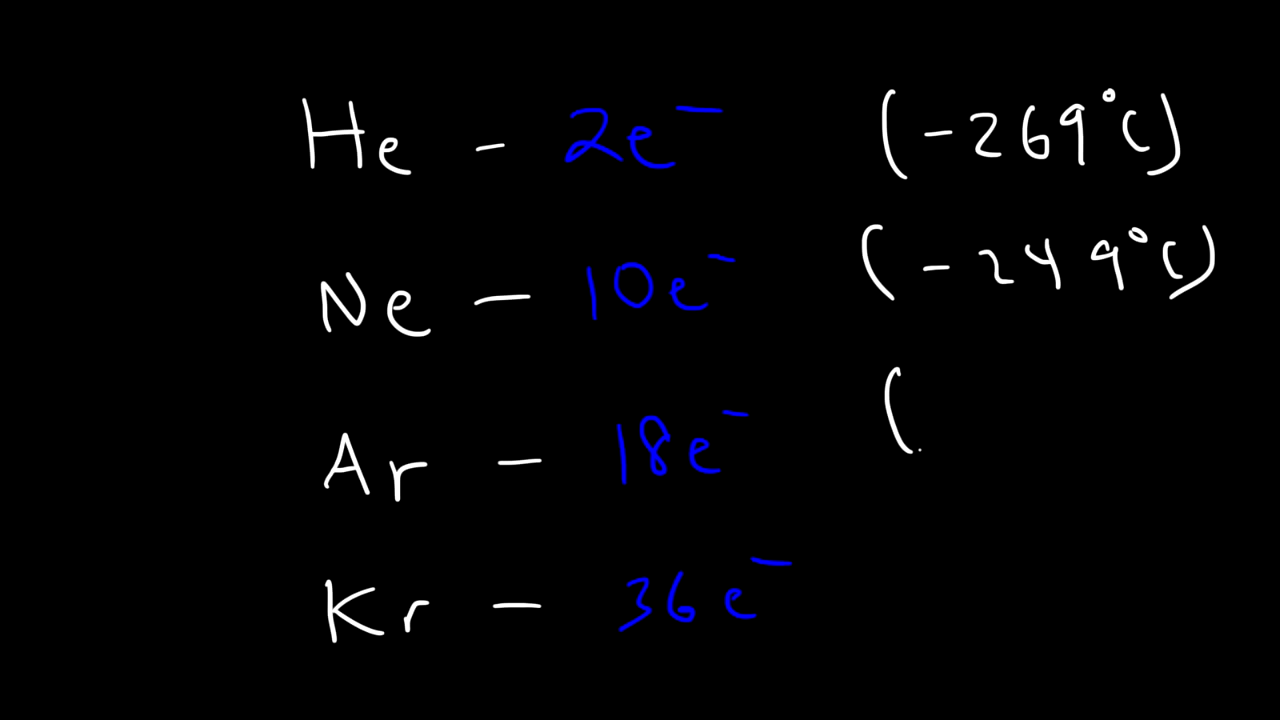 He - 2e⁻ (-269°C)
Ne - 10e⁻ (-249°C)
Ar - 18e⁻ (
Kr - 36e⁻